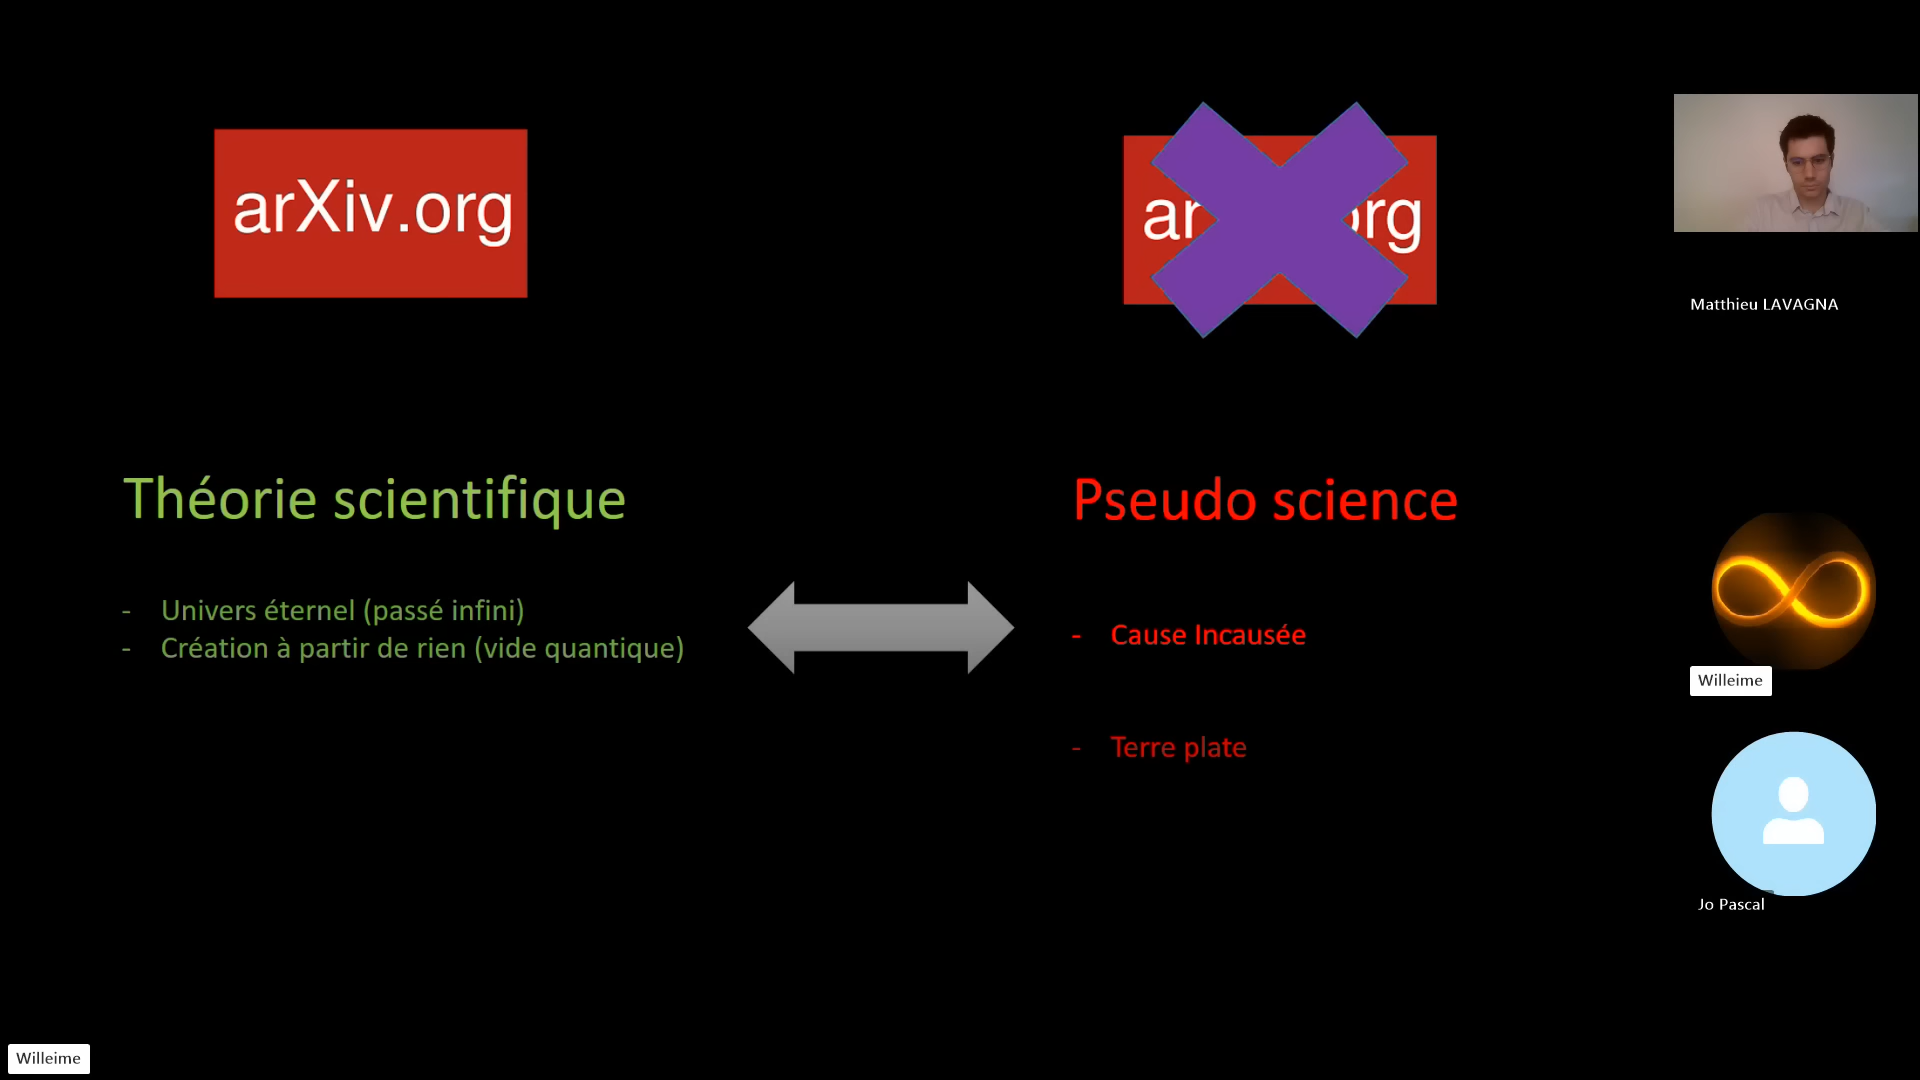 arXiv.org
ar rg
Matthieu LAVAGNA
Théorie scientifique
Pseudo science
- Univers éternel (passé infini)
- Création à partir de rien (vide quantique)
- Cause Incausée
- Terre plate
Willeime
Jo Pascal
Willeime